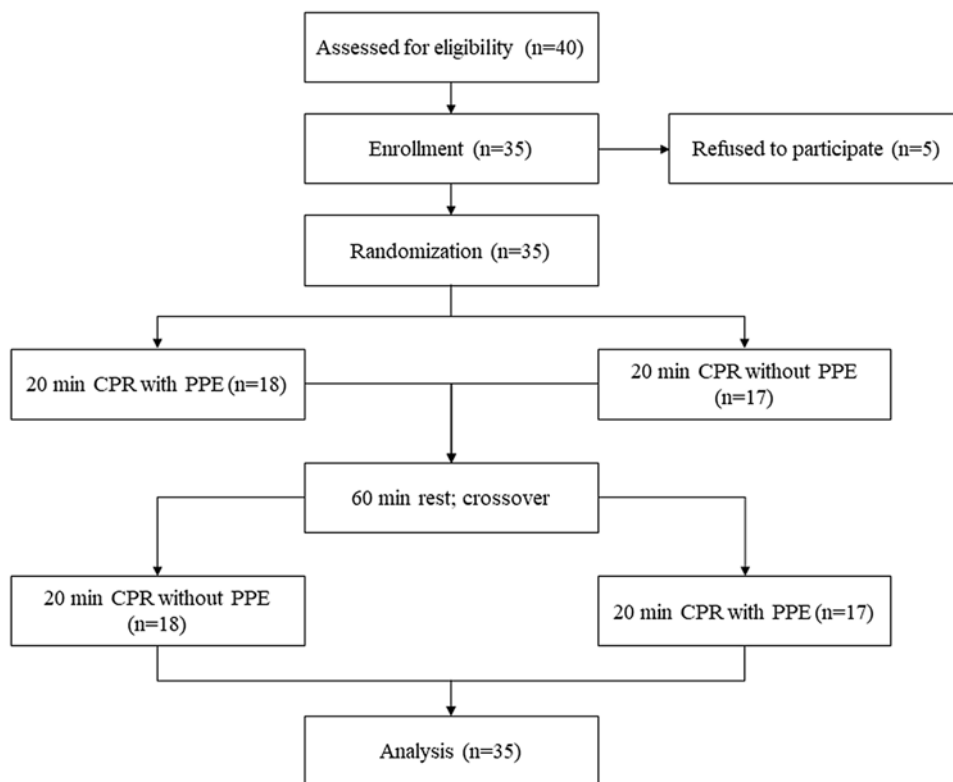 Assessed for eligibility (n=40)
Enrollment (n=35)
Refused to participate (n=5)
Randomization (n=35)
20 min CPR with PPE (n=18)
20 min CPR without PPE
(n=17)
60 min rest; crossover
20 min CPR without PPE
(n=18)
20 min CPR with PPE (n=17)
Analysis (n=35)